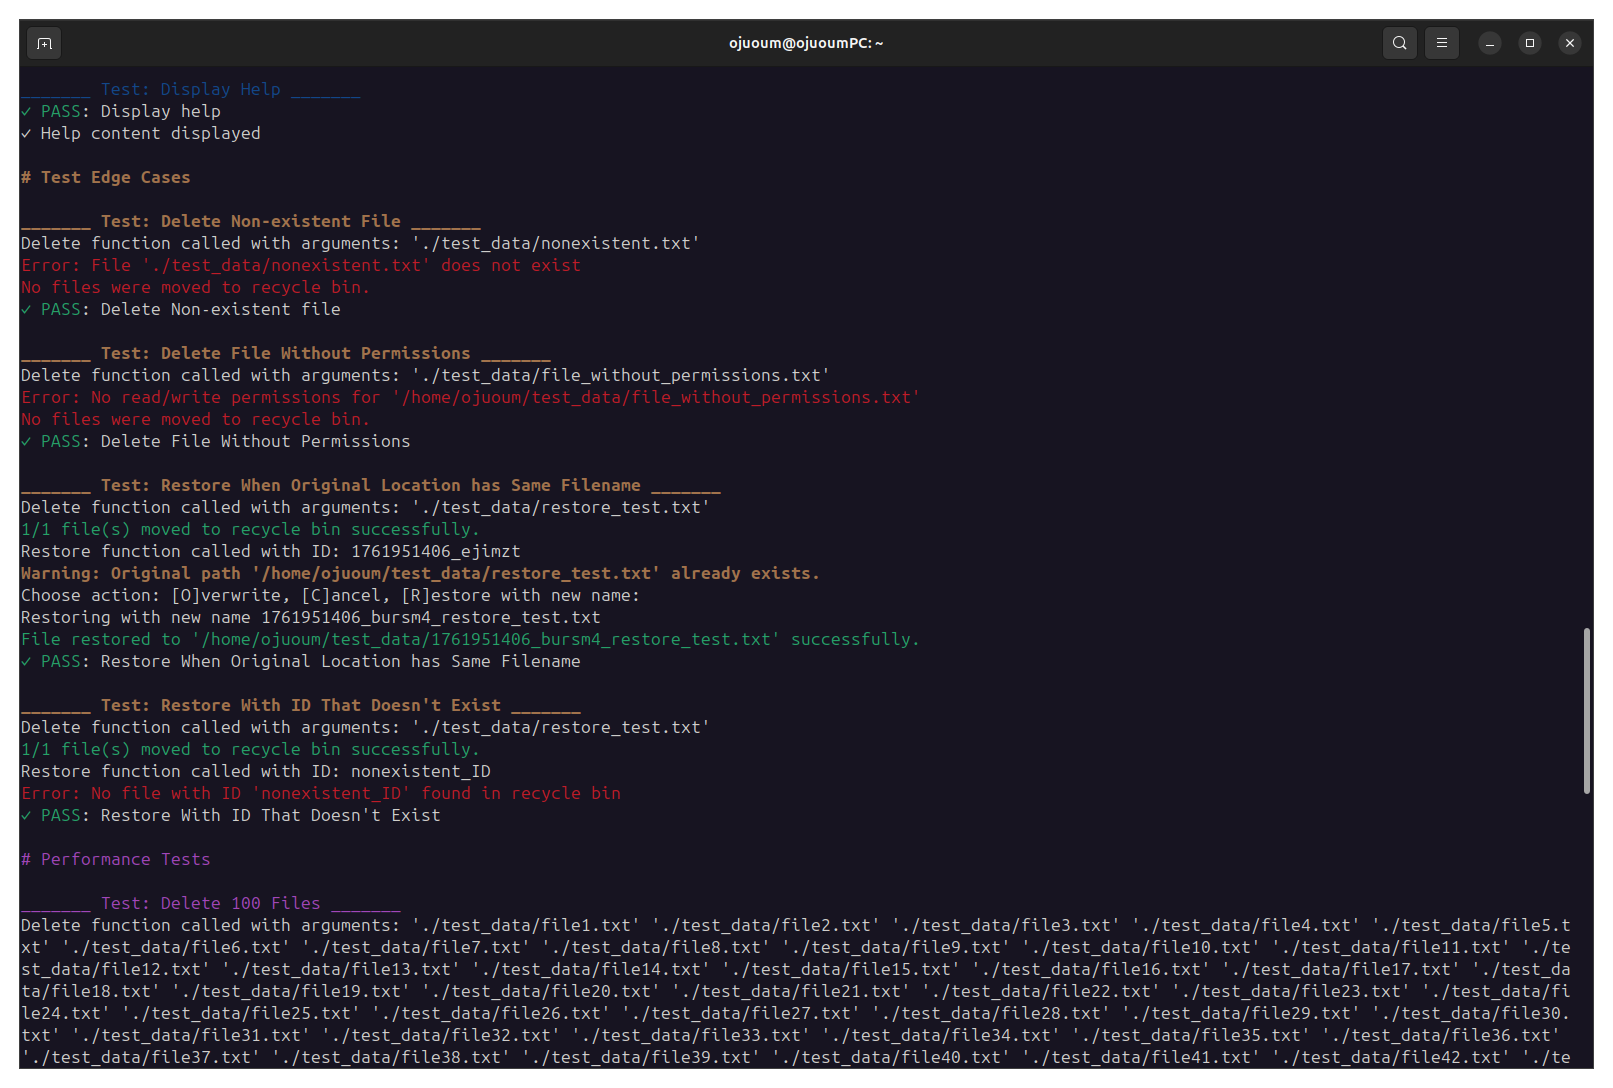 ojuoum@ojuoumPC: ~
_______ Test: Display Help _______
✓ PASS: Display help
✓ Help content displayed
# Test Edge Cases
_______ Test: Delete Non-existent File _______
Delete function called with arguments: './test_data/nonexistent.txt'
Error: File './test_data/nonexistent.txt' does not exist
No files were moved to recycle bin.
✓ PASS: Delete Non-existent file
_______ Test: Delete File Without Permissions _______
Delete function called with arguments: './test_data/file_without_permissions.txt'
Error: No read/write permissions for '/home/ojuoum/test_data/file_without_permissions.txt'
No files were moved to recycle bin.
✓ PASS: Delete File Without Permissions
_______ Test: Restore When Original Location has Same Filename _______
Delete function called with arguments: './test_data/restore_test.txt'
1/1 file(s) moved to recycle bin successfully.
Restore function called with ID: 1761951406_ejimzt
Warning: Original path '/home/ojuoum/test_data/restore_test.txt' already exists.
Choose action: [O]verwrite, [C]ancel, [R]estore with new name:
Restoring with new name 1761951406_bursm4_restore_test.txt
File restored to '/home/ojuoum/test_data/1761951406_bursm4_restore_test.txt' successfully.
✓ PASS: Restore When Original Location has Same Filename
_______ Test: Restore With ID That Doesn't Exist _______
Delete function called with arguments: './test_data/restore_test.txt'
1/1 file(s) moved to recycle bin successfully.
Restore function called with ID: nonexistent_ID
Error: No file with ID 'nonexistent_ID' found in recycle bin
✓ PASS: Restore With ID That Doesn't Exist
# Performance Tests
_______ Test: Delete 100 Files _______
Delete function called with arguments: './test_data/file1.txt' './test_data/file2.txt' './test_data/file3.txt' './test_data/file4.txt' './test_data/file5.t
xt' './test_data/file6.txt' './test_data/file7.txt' './test_data/file8.txt' './test_data/file9.txt' './test_data/file10.txt' './test_data/file11.txt' './te
st_data/file12.txt' './test_data/file13.txt' './test_data/file14.txt' './test_data/file15.txt' './test_data/file16.txt' './test_data/file17.txt' './test_da
ta/file18.txt' './test_data/file19.txt' './test_data/file20.txt' './test_data/file21.txt' './test_data/file22.txt' './test_data/file23.txt' './test_data/fi
le24.txt' './test_data/file25.txt' './test_data/file26.txt' './test_data/file27.txt' './test_data/file28.txt' './test_data/file29.txt' './test_data/file30.
txt' './test_data/file31.txt' './test_data/file32.txt' './test_data/file33.txt' './test_data/file34.txt' './test_data/file35.txt' './test_data/file36.txt'
'./test_data/file37.txt' './test_data/file38.txt' './test_data/file39.txt' './test_data/file40.txt' './test_data/file41.txt' './test_data/file42.txt' './te